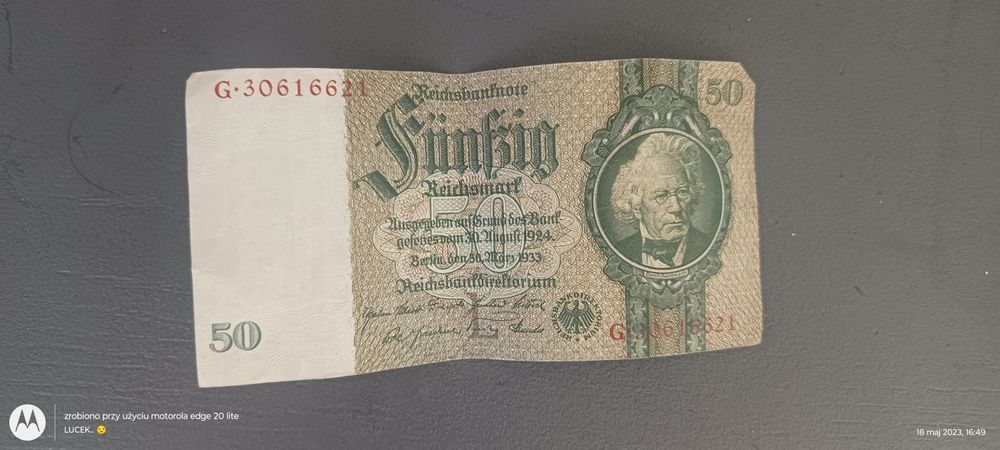 G·30616621
Reichsbanknote
50
Fünfzig
Reichsmark
50
Ausgegeben auf Grund des Bank-
gesetzes vom 30. August 1924.
Berlin, den 30. März 1933
Reichsbankdirektorium
REICHSBANKDIREKTORIUM
E
G·30616621
50
zrobiono przy użyciu motorola edge 20 lite
LUCEK.. 😒
18 maj 2023, 16:49